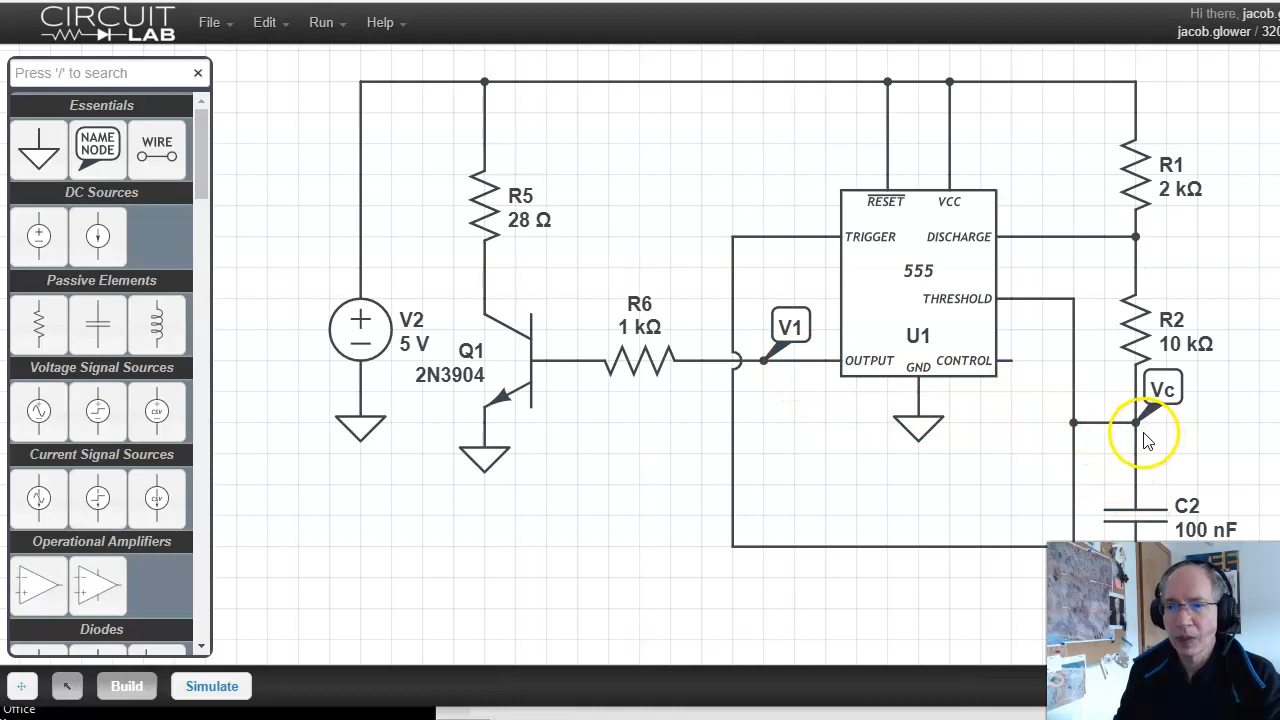 CIRCUIT
LAB
File
Edit
Run
Help
Hi there, jacob.g
jacob.glower / 320
Press '/' to search
×
Essentials
NAME
NODE
WIRE
DC Sources
Passive Elements
Voltage Signal Sources
CSV
Current Signal Sources
CSV
Operational Amplifiers
Diodes
R5
28 Ω
V2
5 V
Q1
2N3904
R6
1 kΩ
V1
RESET
VCC
TRIGGER
DISCHARGE
555
THRESHOLD
U1
OUTPUT
GND
CONTROL
R1
2 kΩ
R2
10 kΩ
Vc
C2
100 nF
Build
Simulate
Office